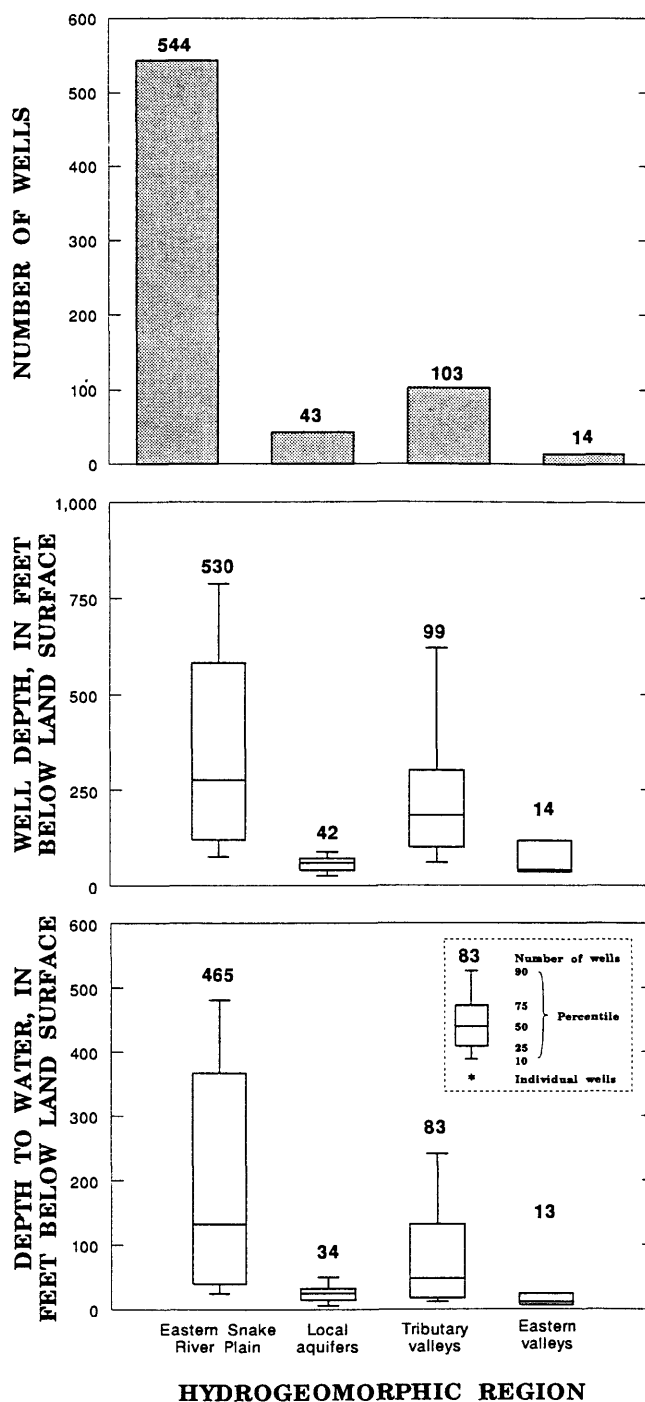 NUMBER OF WELLS
600
500
400
300
200
100
0
544
43
103
14
WELL DEPTH, IN FEET
BELOW LAND SURFACE
1,000
750
500
250
0
530
42
99
14
DEPTH TO WATER, IN
FEET BELOW LAND SURFACE
600
500
400
300
200
100
0
465
34
83
13
83 Number of wells
90
75
50 Percentile
25
10
* Individual wells
Eastern Snake
River Plain
Local
aquifers
Tributary
valleys
Eastern
valleys
HYDROGEOMORPHIC REGION